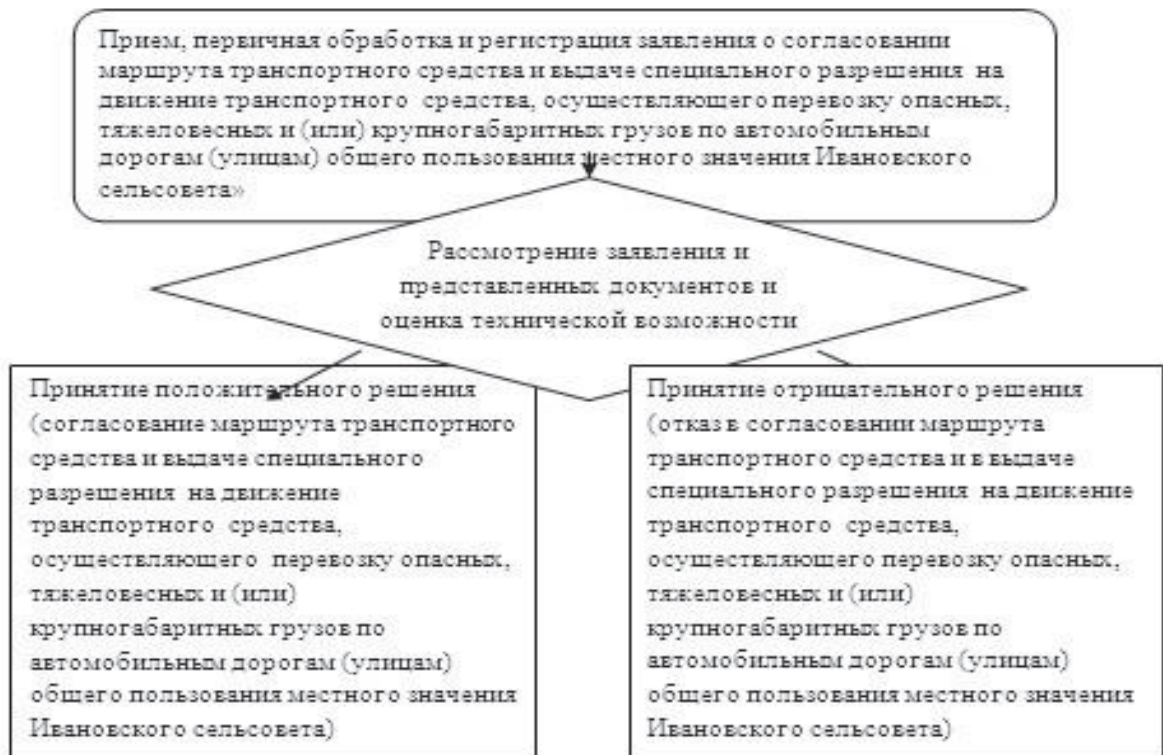 Прием, первичная обработка и регистрация заявления о согласовании
маршрута транспортного средства и выдаче специального разрешения на
движение транспортного средства, осуществляющего перевозку опасных,
тяжеловесных и (или) крупногабаритных грузов по автомобильным
дорогам (улицам) общего пользования местного значения Ивановского
сельсовета»
Рассмотрение заявления и
представленных документов и
оценка технической возможности
Принятие положительного решения
(согласование маршрута транспортного
средства и выдаче специального
разрешения на движение
транспортного средства,
осуществляющего перевозку опасных,
тяжеловесных и (или)
крупногабаритных грузов по
автомобильным дорогам (улицам)
общего пользования местного значения
Ивановского сельсовета)
Принятие отрицательного решения
(отказ в согласовании маршрута
транспортного средства и в выдаче
специального разрешения на движение
транспортного средства,
осуществляющего перевозку опасных,
тяжеловесных и (или)
крупногабаритных грузов по
автомобильным дорогам (улицам)
общего пользования местного значения
Ивановского сельсовета)